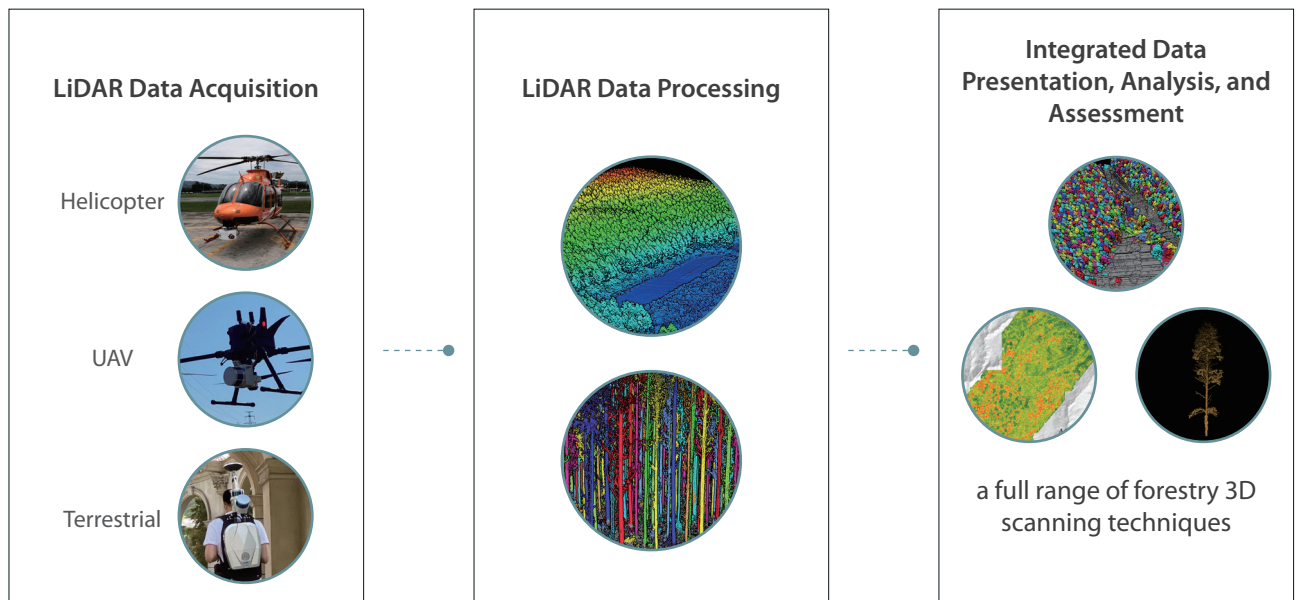 LiDAR Data Acquisition
Helicopter
UAV
Terrestrial
LiDAR Data Processing
Integrated Data
Presentation, Analysis, and
Assessment
a full range of forestry 3D
scanning techniques